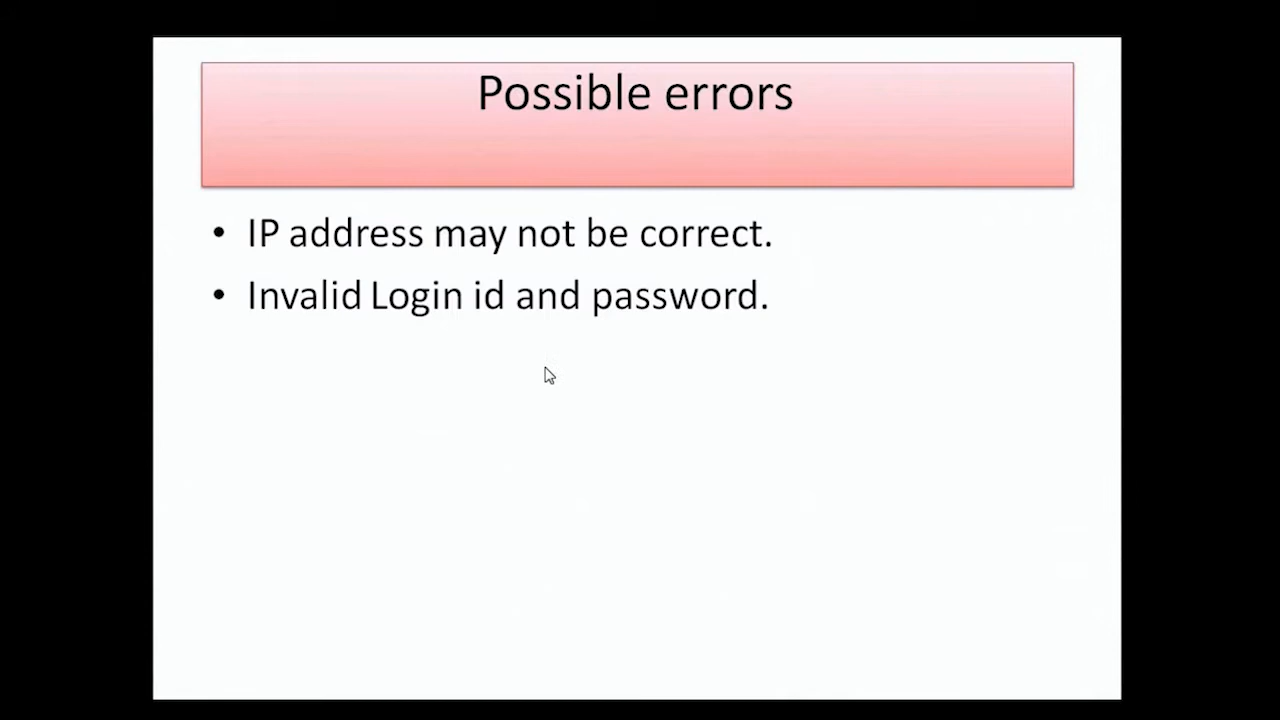 Possible errors
• IP address may not be correct.
• Invalid Login id and password.